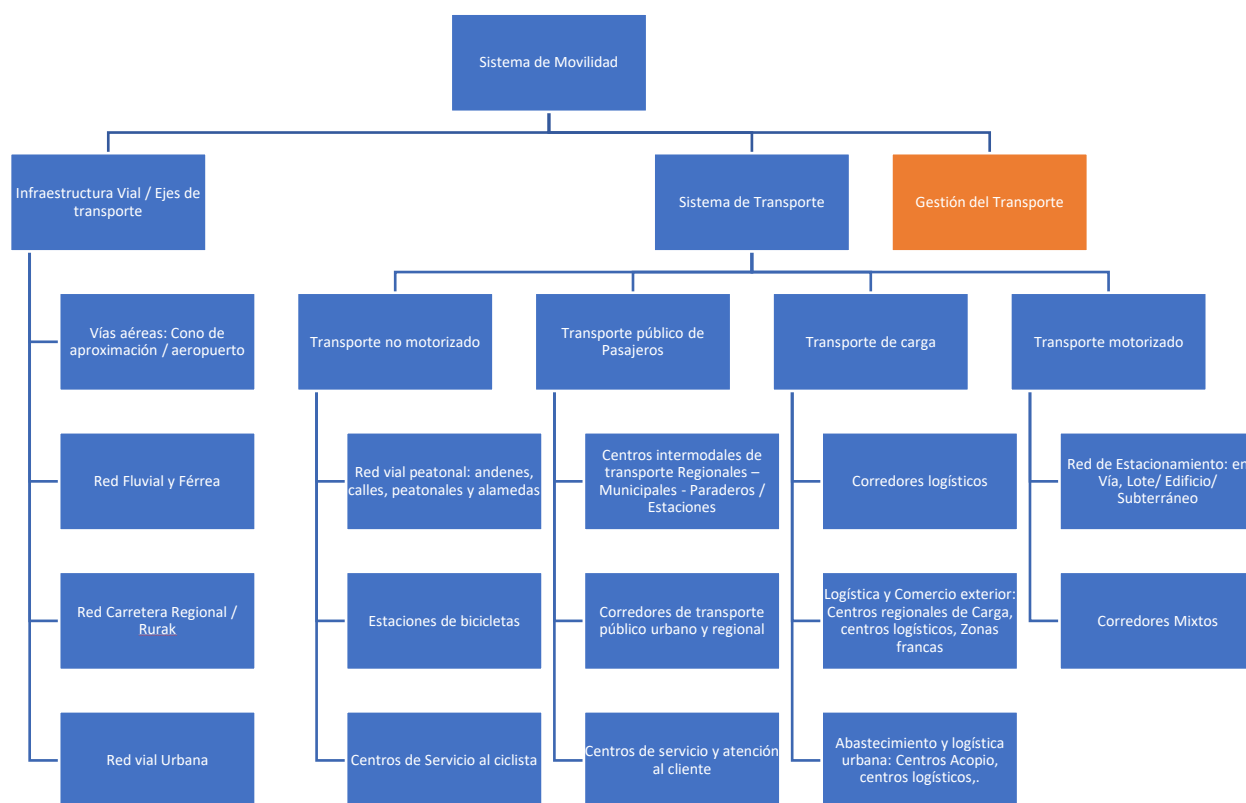 Sistema de Movilidad
Infraestructura Vial / Ejes de
transporte
Sistema de Transporte
Gestión del Transporte
Vías aéreas: Cono de
aproximación / aeropuerto
Transporte no motorizado
Transporte público de
Pasajeros
Transporte de carga
Transporte motorizado
Red Fluvial y Férrea
Red vial peatonal: andenes,
calles, peatonales y alamedas
Centros intermodales de
transporte Regionales –
Municipales - Paraderos /
Estaciones
Corredores logísticos
Red de Estacionamiento: en
Vía, Lote/ Edificio/
Subterráneo
Red Carretera Regional /
Rurak
Estaciones de bicicletas
Corredores de transporte
público urbano y regional
Logística y Comercio exterior:
Centros regionales de Carga,
centros logísticos, Zonas
francas
Corredores Mixtos
Red vial Urbana
Centros de Servicio al ciclista
Centros de servicio y atención
al cliente
Abastecimiento y logística
urbana: Centros Acopio,
centros logísticos,.